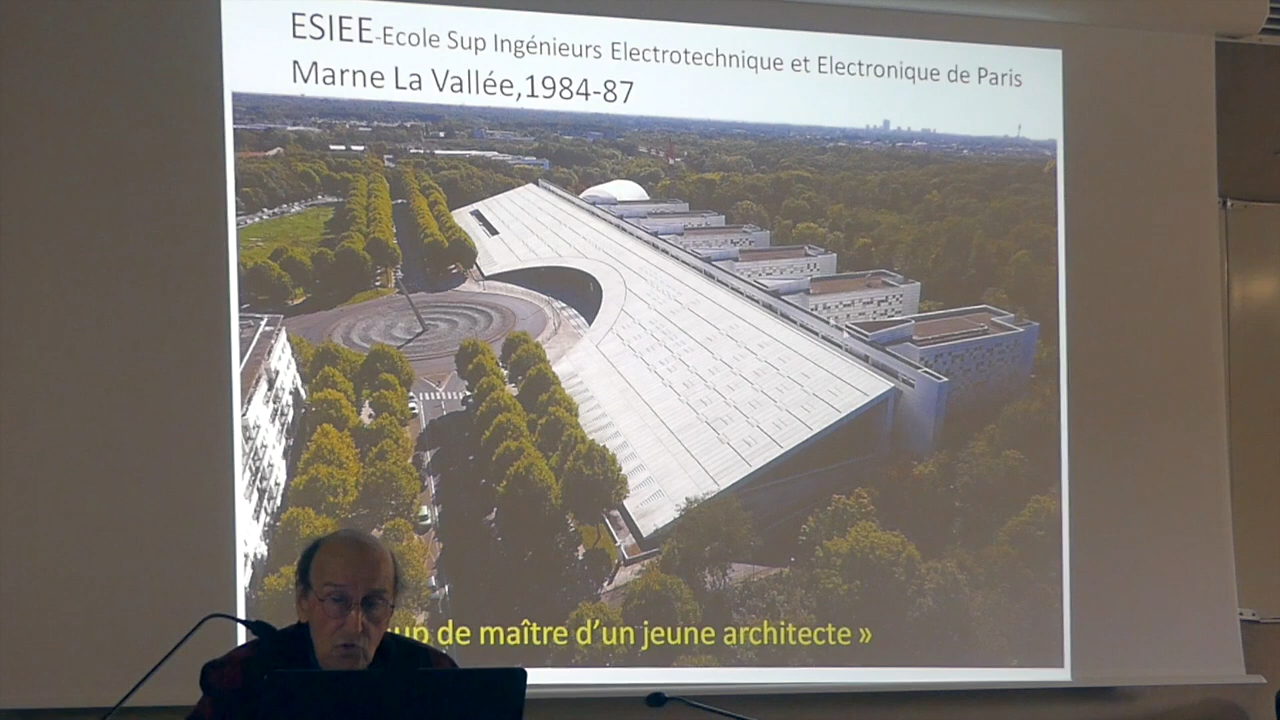 ESIEE-Ecole Sup Ingénieurs Electrotechnique et Electronique de Paris
Marne La Vallée,1984-87
de maître d’un jeune architecte »